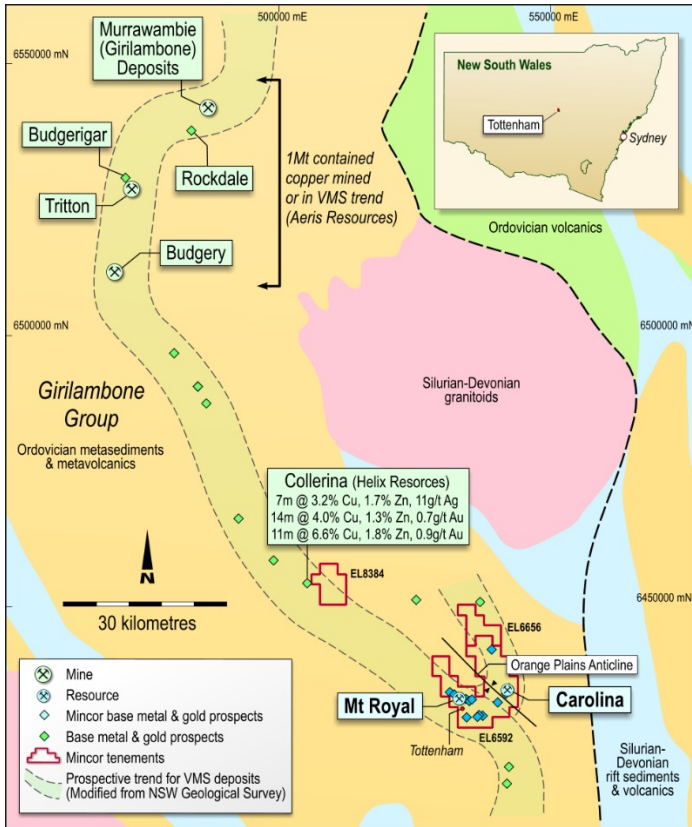 500000 mE
550000 mE
6550000 mN
Murrawambie
(Girilambone)
Deposits
New South Wales
Tottenham
Sydney
Budgerigar
Rockdale
Tritton
1Mt contained
copper mined
or in VMS trend
(Aeris Resources)
Ordovician volcanics
Budgery
6500000 mN
6500000 mN
Silurian-Devonian
granitoids
Girilambone
Group
Ordovician metasediments
& metavolcanics
Collerina (Helix Resorces)
7m @ 3.2% Cu, 1.7% Zn, 11g/t Ag
14m @ 4.0% Cu, 1.3% Zn, 0.7g/t Au
11m @ 6.6% Cu, 1.8% Zn, 0.9g/t Au
N
30 kilometres
EL8384
6450000 mN
EL6656
Orange Plains Anticline
Mt Royal
Carolina
Tottenham
EL6592
Silurian-
Devonian
rift sediments
& volcanics
Mine
Resource
Mincor base metal & gold prospects
Base metal & gold prospects
Mincor tenements
Prospective trend for VMS deposits
(Modified from NSW Geological Survey)